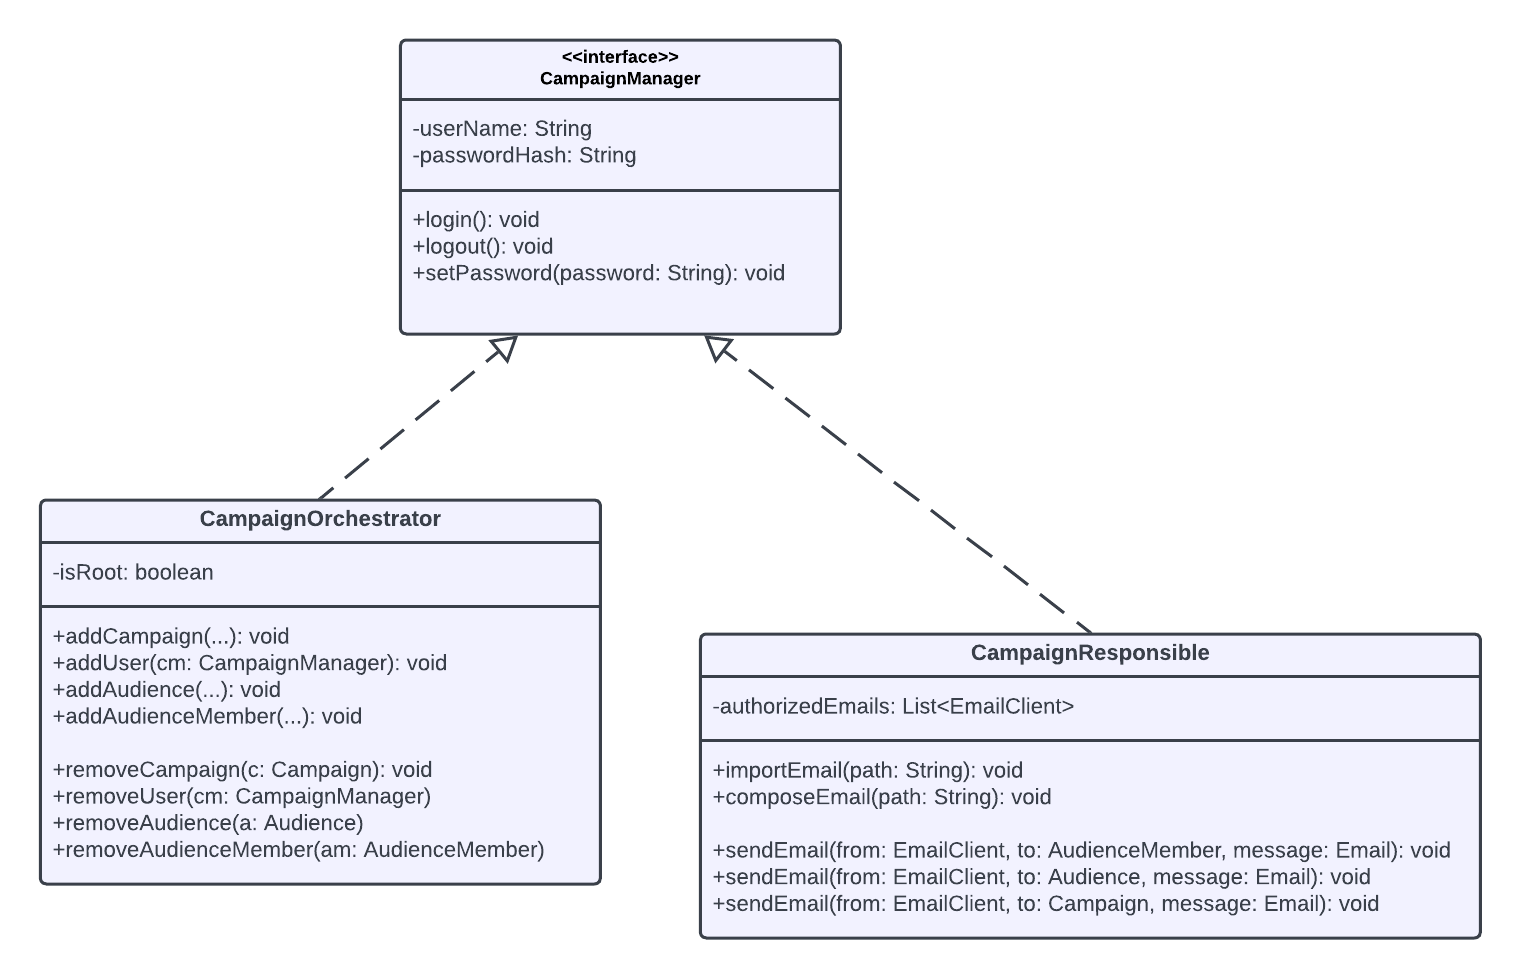 <<interface>>
CampaignManager
-userName: String
-passwordHash: String
+login(): void
+logout(): void
+setPassword(password: String): void
CampaignOrchestrator
-isRoot: boolean
+addCampaign(...): void
+addUser(cm: CampaignManager): void
+addAudience(...): void
+addAudienceMember(...): void
+removeCampaign(c: Campaign): void
+removeUser(cm: CampaignManager)
+removeAudience(a: Audience)
+removeAudienceMember(am: AudienceMember)
CampaignResponsible
-authorizedEmails: List<EmailClient>
+importEmail(path: String): void
+composeEmail(path: String): void
+sendEmail(from: EmailClient, to: AudienceMember, message: Email): void
+sendEmail(from: EmailClient, to: Audience, message: Email): void
+sendEmail(from: EmailClient, to: Campaign, message: Email): void